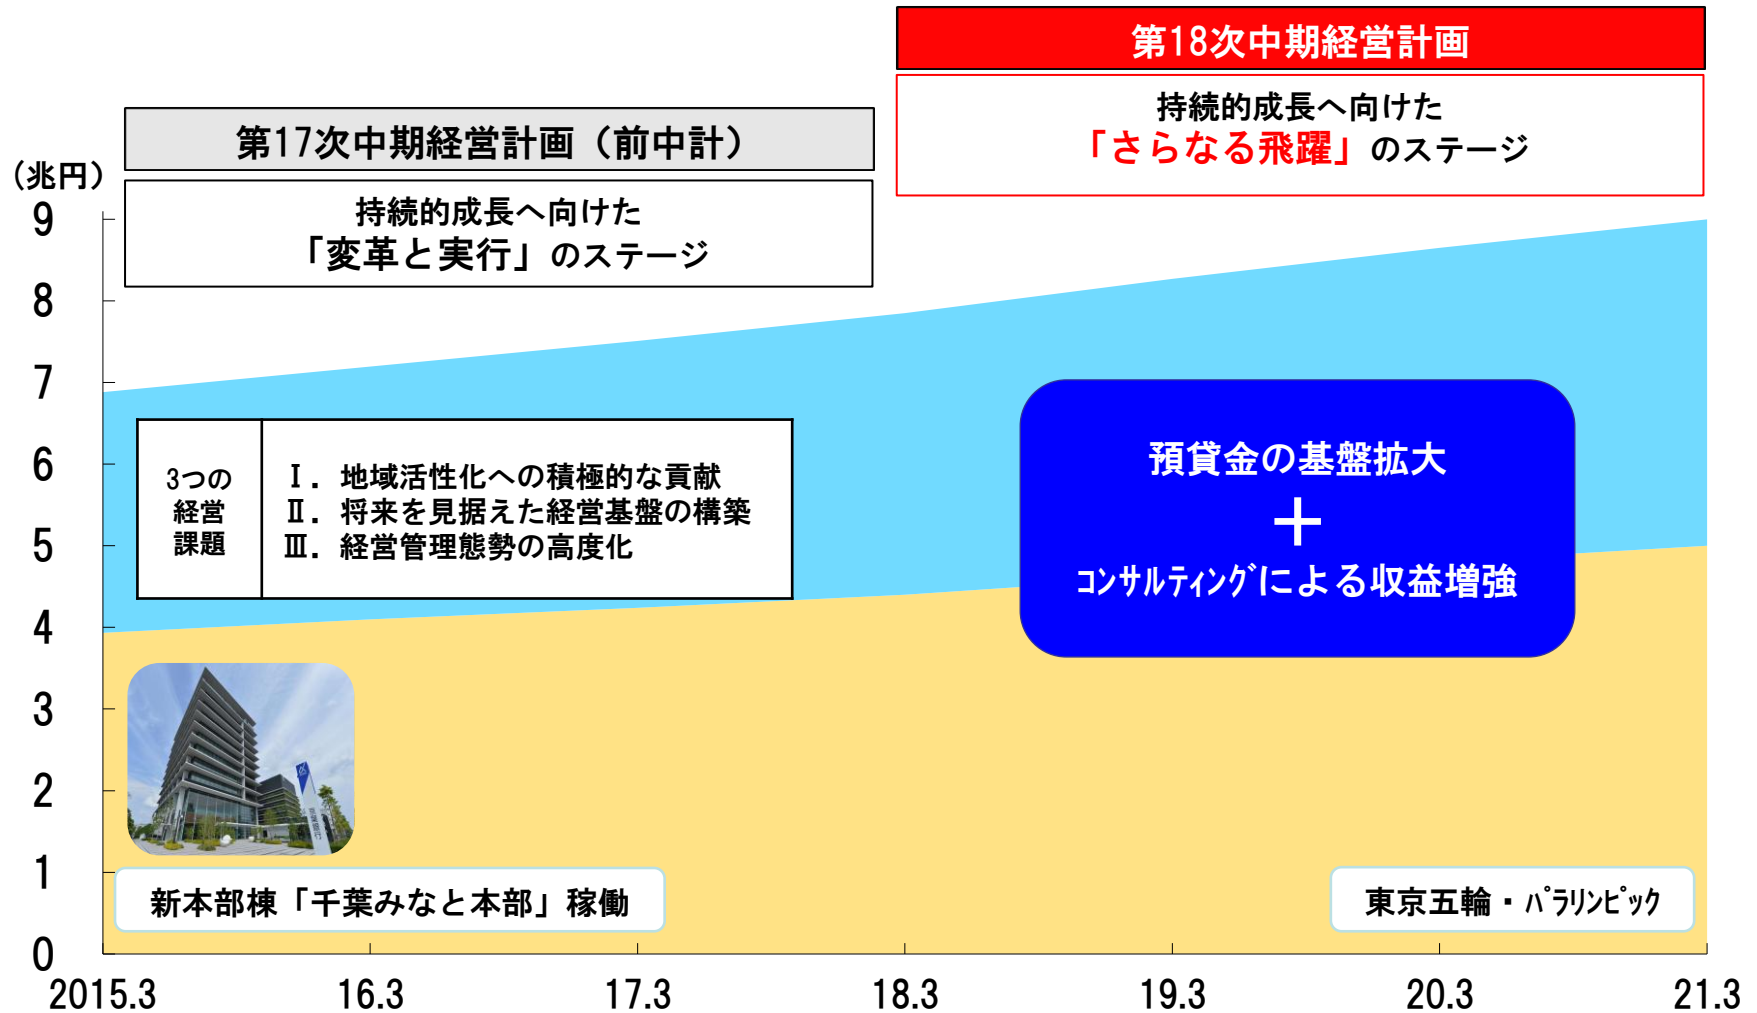 第18次中期経営計画
持続的成長へ向けた
「さらなる飛躍」のステージ
第17次中期経営計画（前中計）
持続的成長へ向けた
「変革と実行」のステージ
（兆円）
9
8
7
6
5
4
3
2
1
0
3つの
経営
課題
Ⅰ．地域活性化への積極的な貢献
Ⅱ．将来を見据えた経営基盤の構築
Ⅲ．経営管理態勢の高度化
預貸金の基盤拡大
＋
ｺﾝｻﾙﾃｨﾝｸﾞによる収益増強
新本部棟「千葉みなと本部」稼働
東京五輪・ﾊﾟﾗﾘﾝﾋﾟｯｸ
2015.3
16.3
17.3
18.3
19.3
20.3
21.3